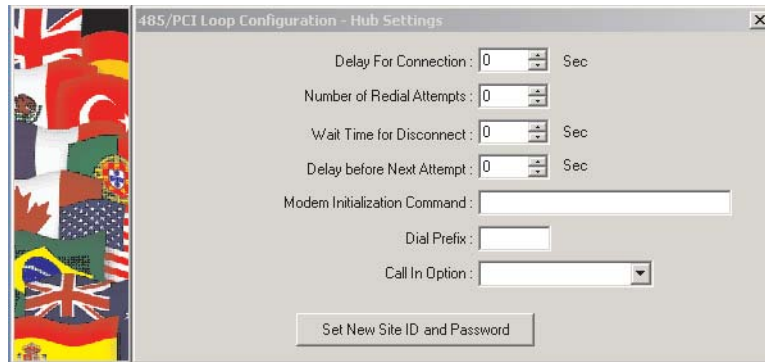 485/PCI Loop Configuration - Hub Settings
Delay For Connection : 0 Sec
Number of Redial Attempts : 0
Wait Time for Disconnect : 0 Sec
Delay before Next Attempt : 0 Sec
Modem Initialization Command :
Dial Prefix :
Call In Option :
Set New Site ID and Password